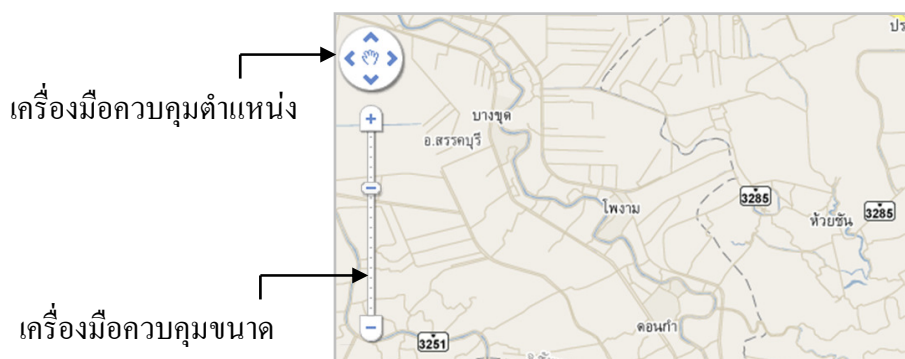 ปร
เครื่องมือควบคุมตำแหน่ง
บางขุด
อ.สรรคบุรี
3285
โพงาม
ห้วยชัน
3285
เครื่องมือควบคุมขนาด
ดอนกำ
3251